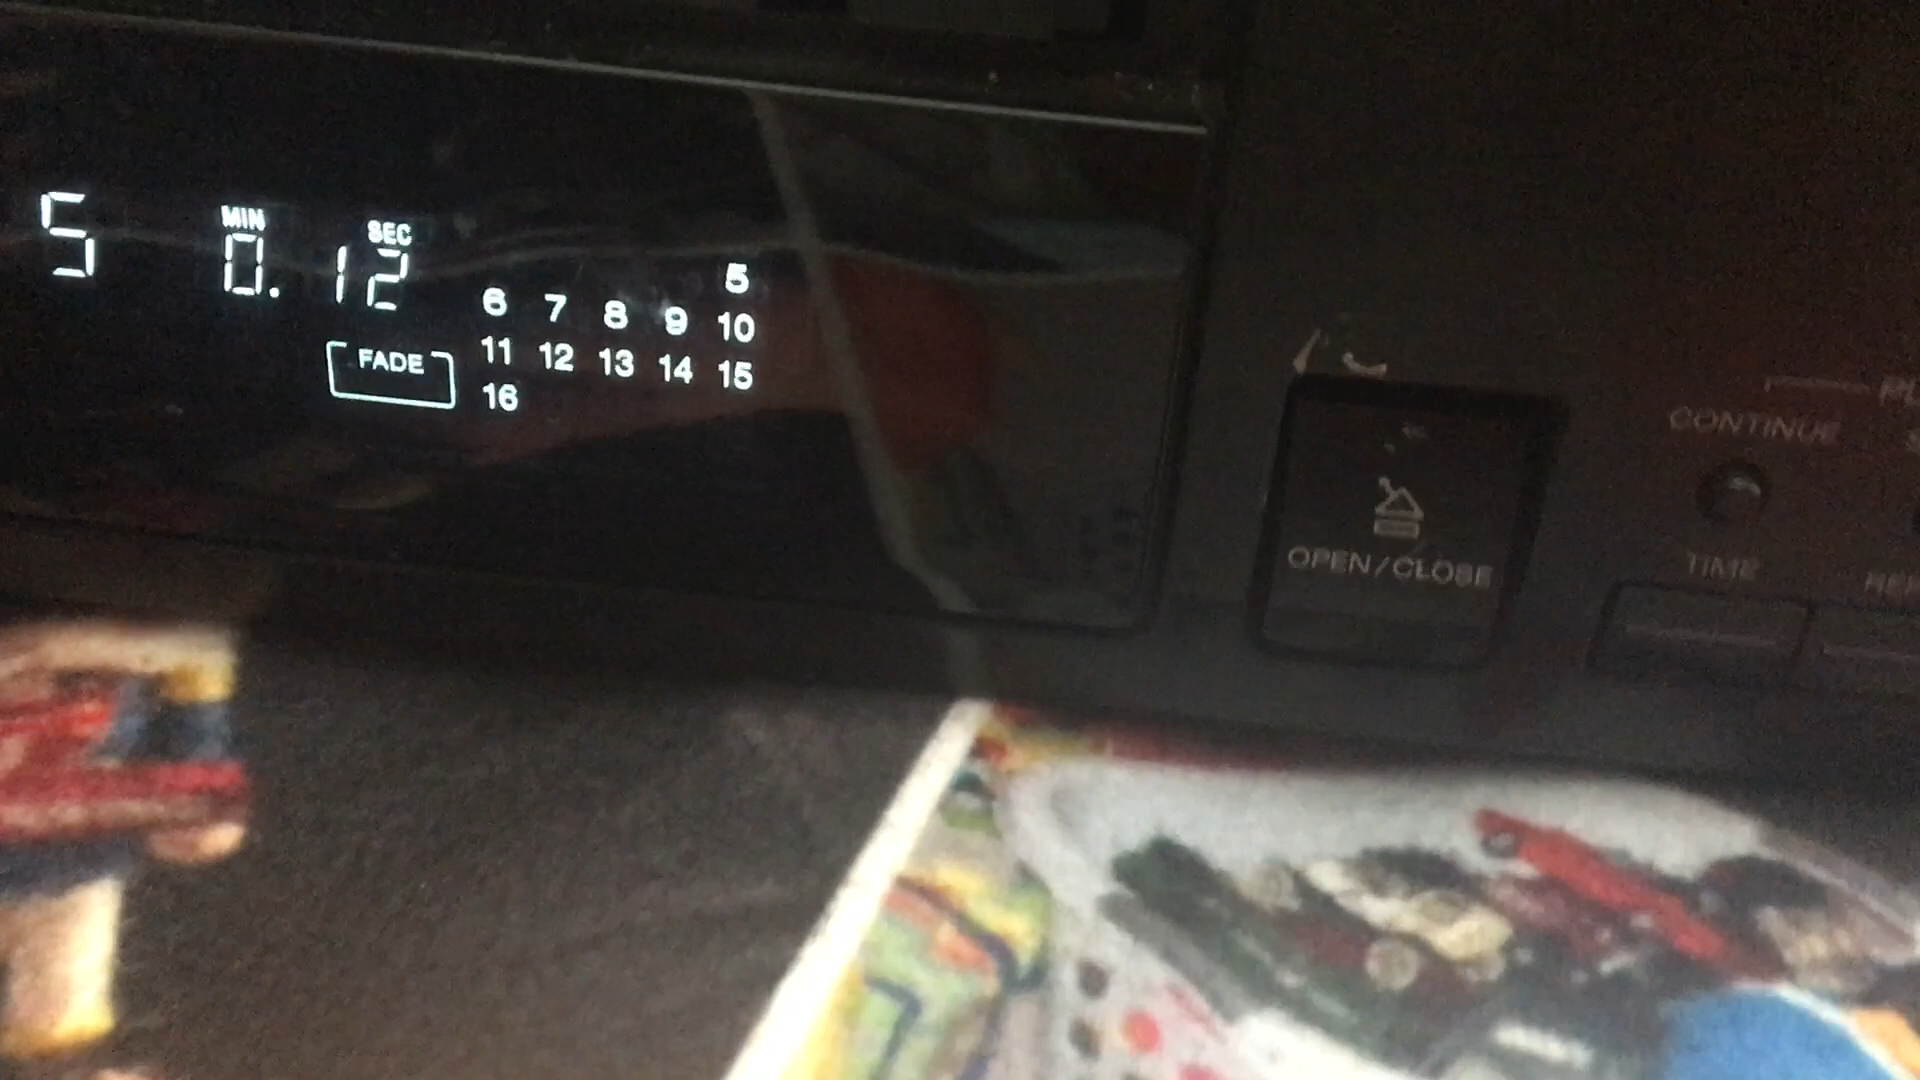 5 MIN 0. SEC 12
5
6 7 8 9 10
11 12 13 14 15
16
FADE
OPEN/CLOSE
CONTINUE
TIME